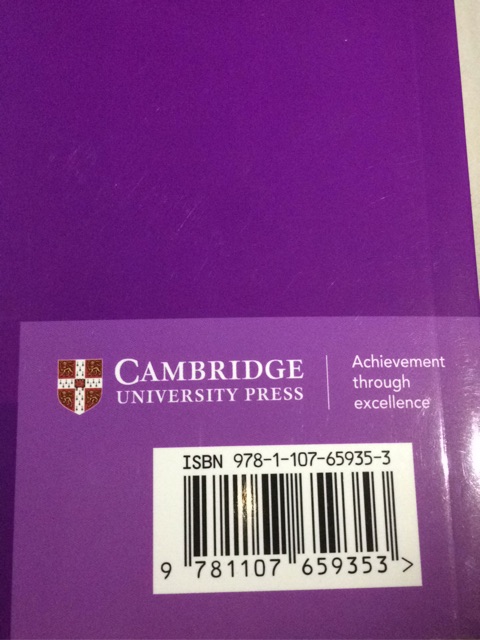 CAMBRIDGE
UNIVERSITY PRESS
Achievement
through
excellence
ISBN 978-1-107-65935-3
9 781107 659353 >